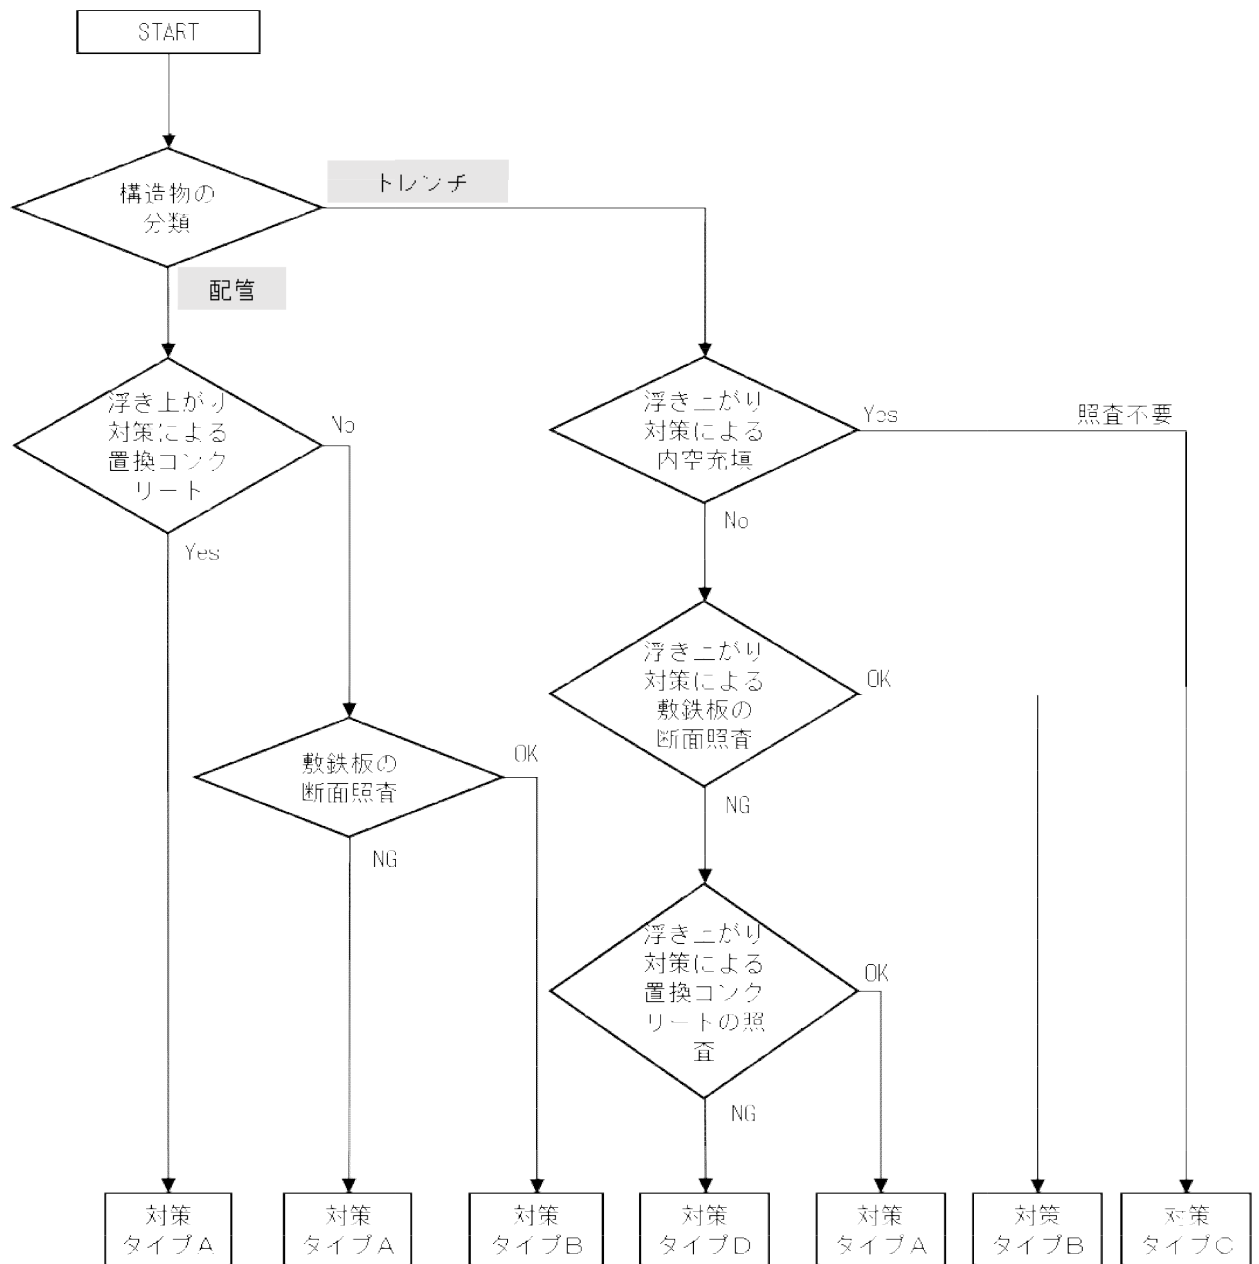 START
構造物の
分類
トレンチ
配管
浮き上がり
対策による
置換コンク
リート
No
Yes
浮き上がり
対策による
内空充填
Yes
照査不要
No
浮き上がり
対策による
敷鉄板の
断面照査
OK
NG
敷鉄板の
断面照査
OK
NG
浮き上がり
対策による
置換コンク
リートの照
査
OK
NG
対策
タイプA
対策
タイプA
対策
タイプB
対策
タイプD
対策
タイプA
対策
タイプB
対策
タイプC